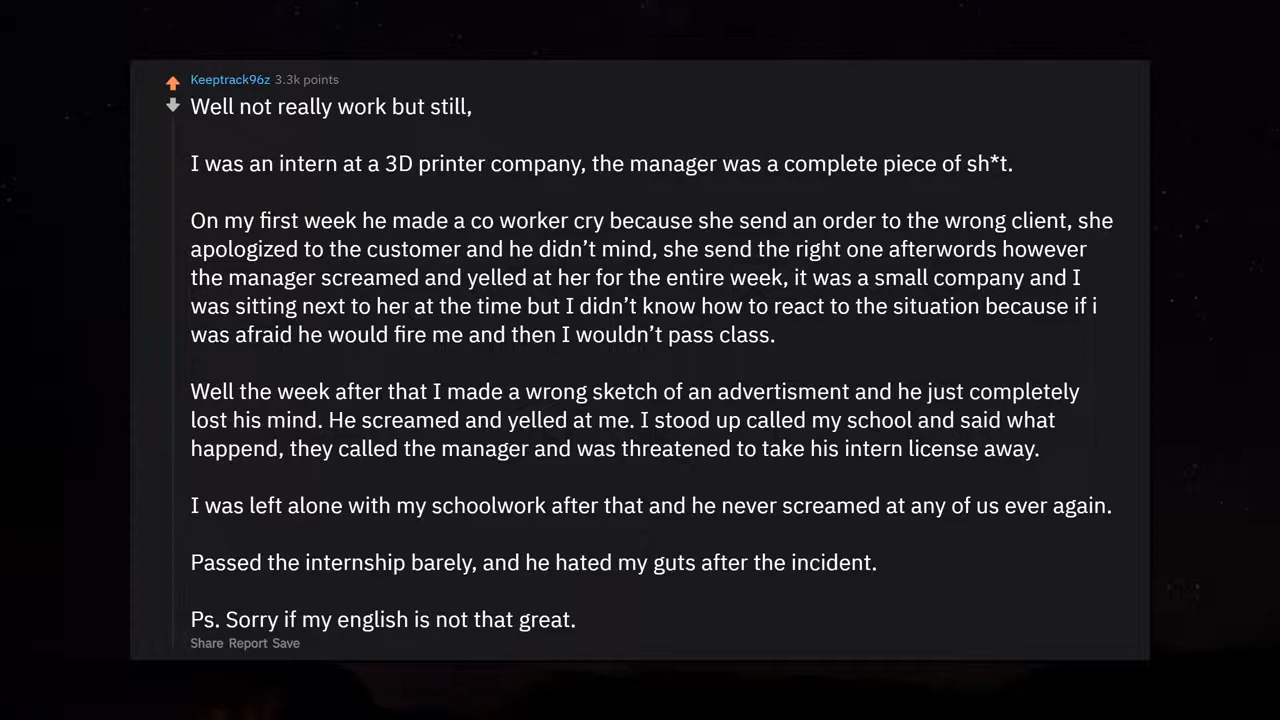 Keeptrack96z 3.3k points
Well not really work but still,
I was an intern at a 3D printer company, the manager was a complete piece of sh*t.
On my first week he made a co worker cry because she send an order to the wrong client, she
apologized to the customer and he didn’t mind, she send the right one afterwords however
the manager screamed and yelled at her for the entire week, it was a small company and I
was sitting next to her at the time but I didn’t know how to react to the situation because if i
was afraid he would fire me and then I wouldn’t pass class.
Well the week after that I made a wrong sketch of an advertisment and he just completely
lost his mind. He screamed and yelled at me. I stood up called my school and said what
happend, they called the manager and was threatened to take his intern license away.
I was left alone with my schoolwork after that and he never screamed at any of us ever again.
Passed the internship barely, and he hated my guts after the incident.
Ps. Sorry if my english is not that great.
Share Report Save